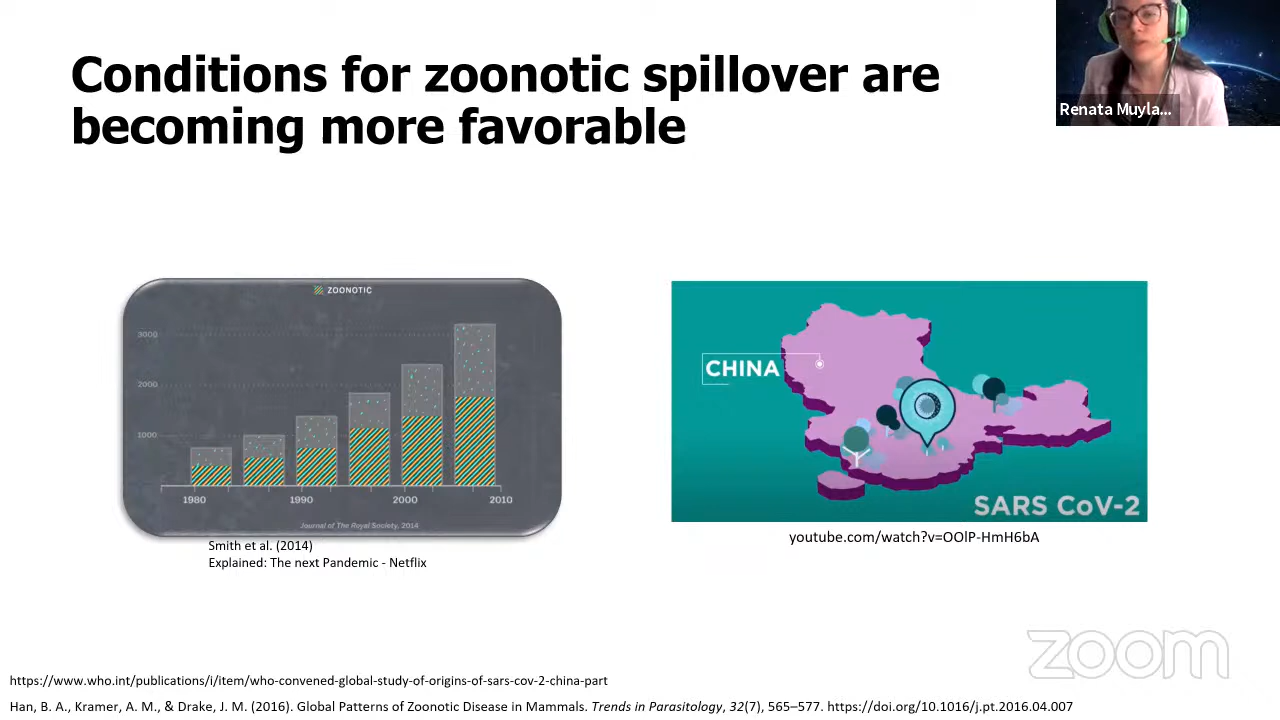 Conditions for zoonotic spillover are
becoming more favorable
Renata Muyla...
ZOONOTIC
3000
2000
1000
1980
1990
2000
2010
Journal of The Royal Society, 2014
Smith et al. (2014)
Explained: The next Pandemic - Netflix
CHINA
SARS CoV-2
youtube.com/watch?v=OOlP-HmH6bA
zoom
https://www.who.int/publications/i/item/who-convened-global-study-of-origins-of-sars-cov-2-china-part
Han, B. A., Kramer, A. M., & Drake, J. M. (2016). Global Patterns of Zoonotic Disease in Mammals. Trends in Parasitology, 32(7), 565–577. https://doi.org/10.1016/j.pt.2016.04.007